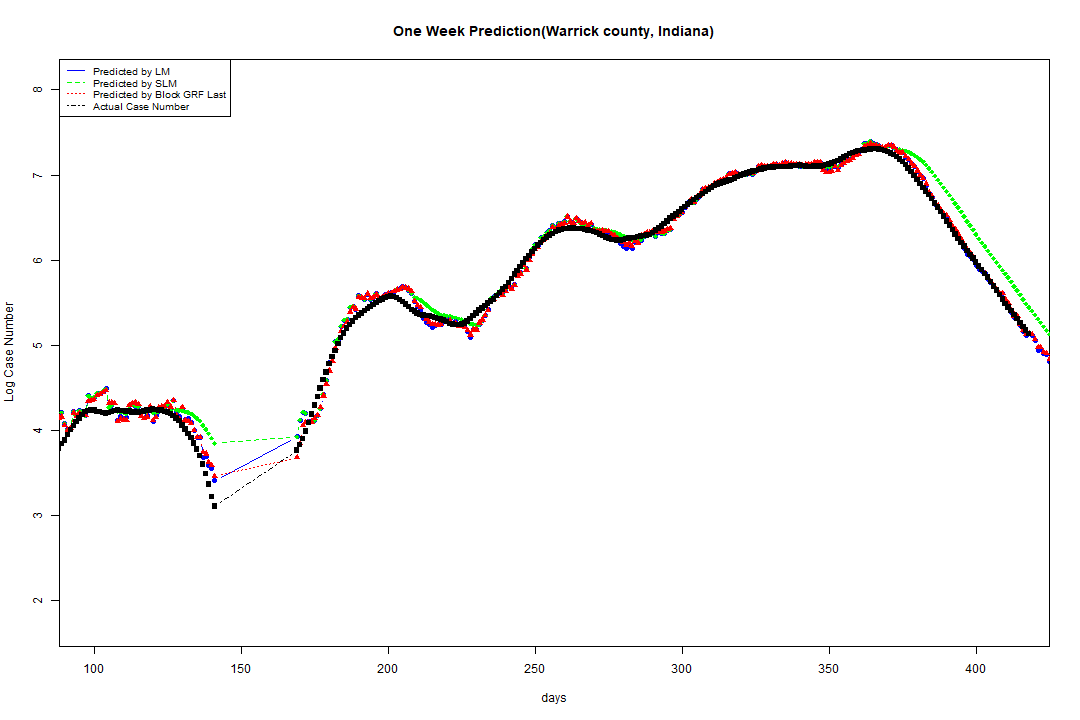 One Week Prediction(Warrick county, Indiana)
Predicted by LM
Predicted by SLM
Predicted by Block GRF Last
Actual Case Number
8
7
6
5
4
3
2
Log Case Number
100 150 200 250 300 350 400
days